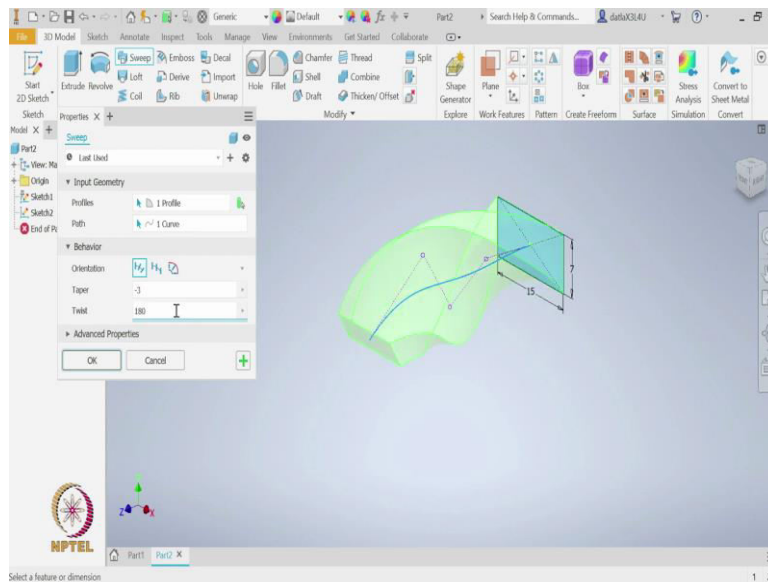 Generic
Default
Part2
Search Help & Commands...
datlaX3L4U
File
3D Model
Sketch
Annotate
Inspect
Tools
Manage
View
Environments
Get Started
Collaborate
Start
2D Sketch
Extrude
Revolve
Sweep
Emboss
Decal
Loft
Derive
Import
Coil
Rib
Unwrap
Hole
Fillet
Chamfer
Thread
Split
Shell
Combine
Draft
Thicken/ Offset
Shape
Generator
Plane
Box
Stress
Analysis
Convert to
Sheet Metal
Sketch
Modify
Explore
Work Features
Pattern
Create Freeform
Surface
Simulation
Convert
Model X +
Properties X +
Part2
View: Ma
Origin
Sketch1
Sketch2
End of Pa
Sweep
Last Used
Input Geometry
Profiles
1 Profile
Path
1 Curve
Behavior
Orientation
Taper
-3
Twist
180
Advanced Properties
OK
Cancel
7
15
Y
Z
X
NPTEL
Part1
Part2 X
Select a feature or dimension
1